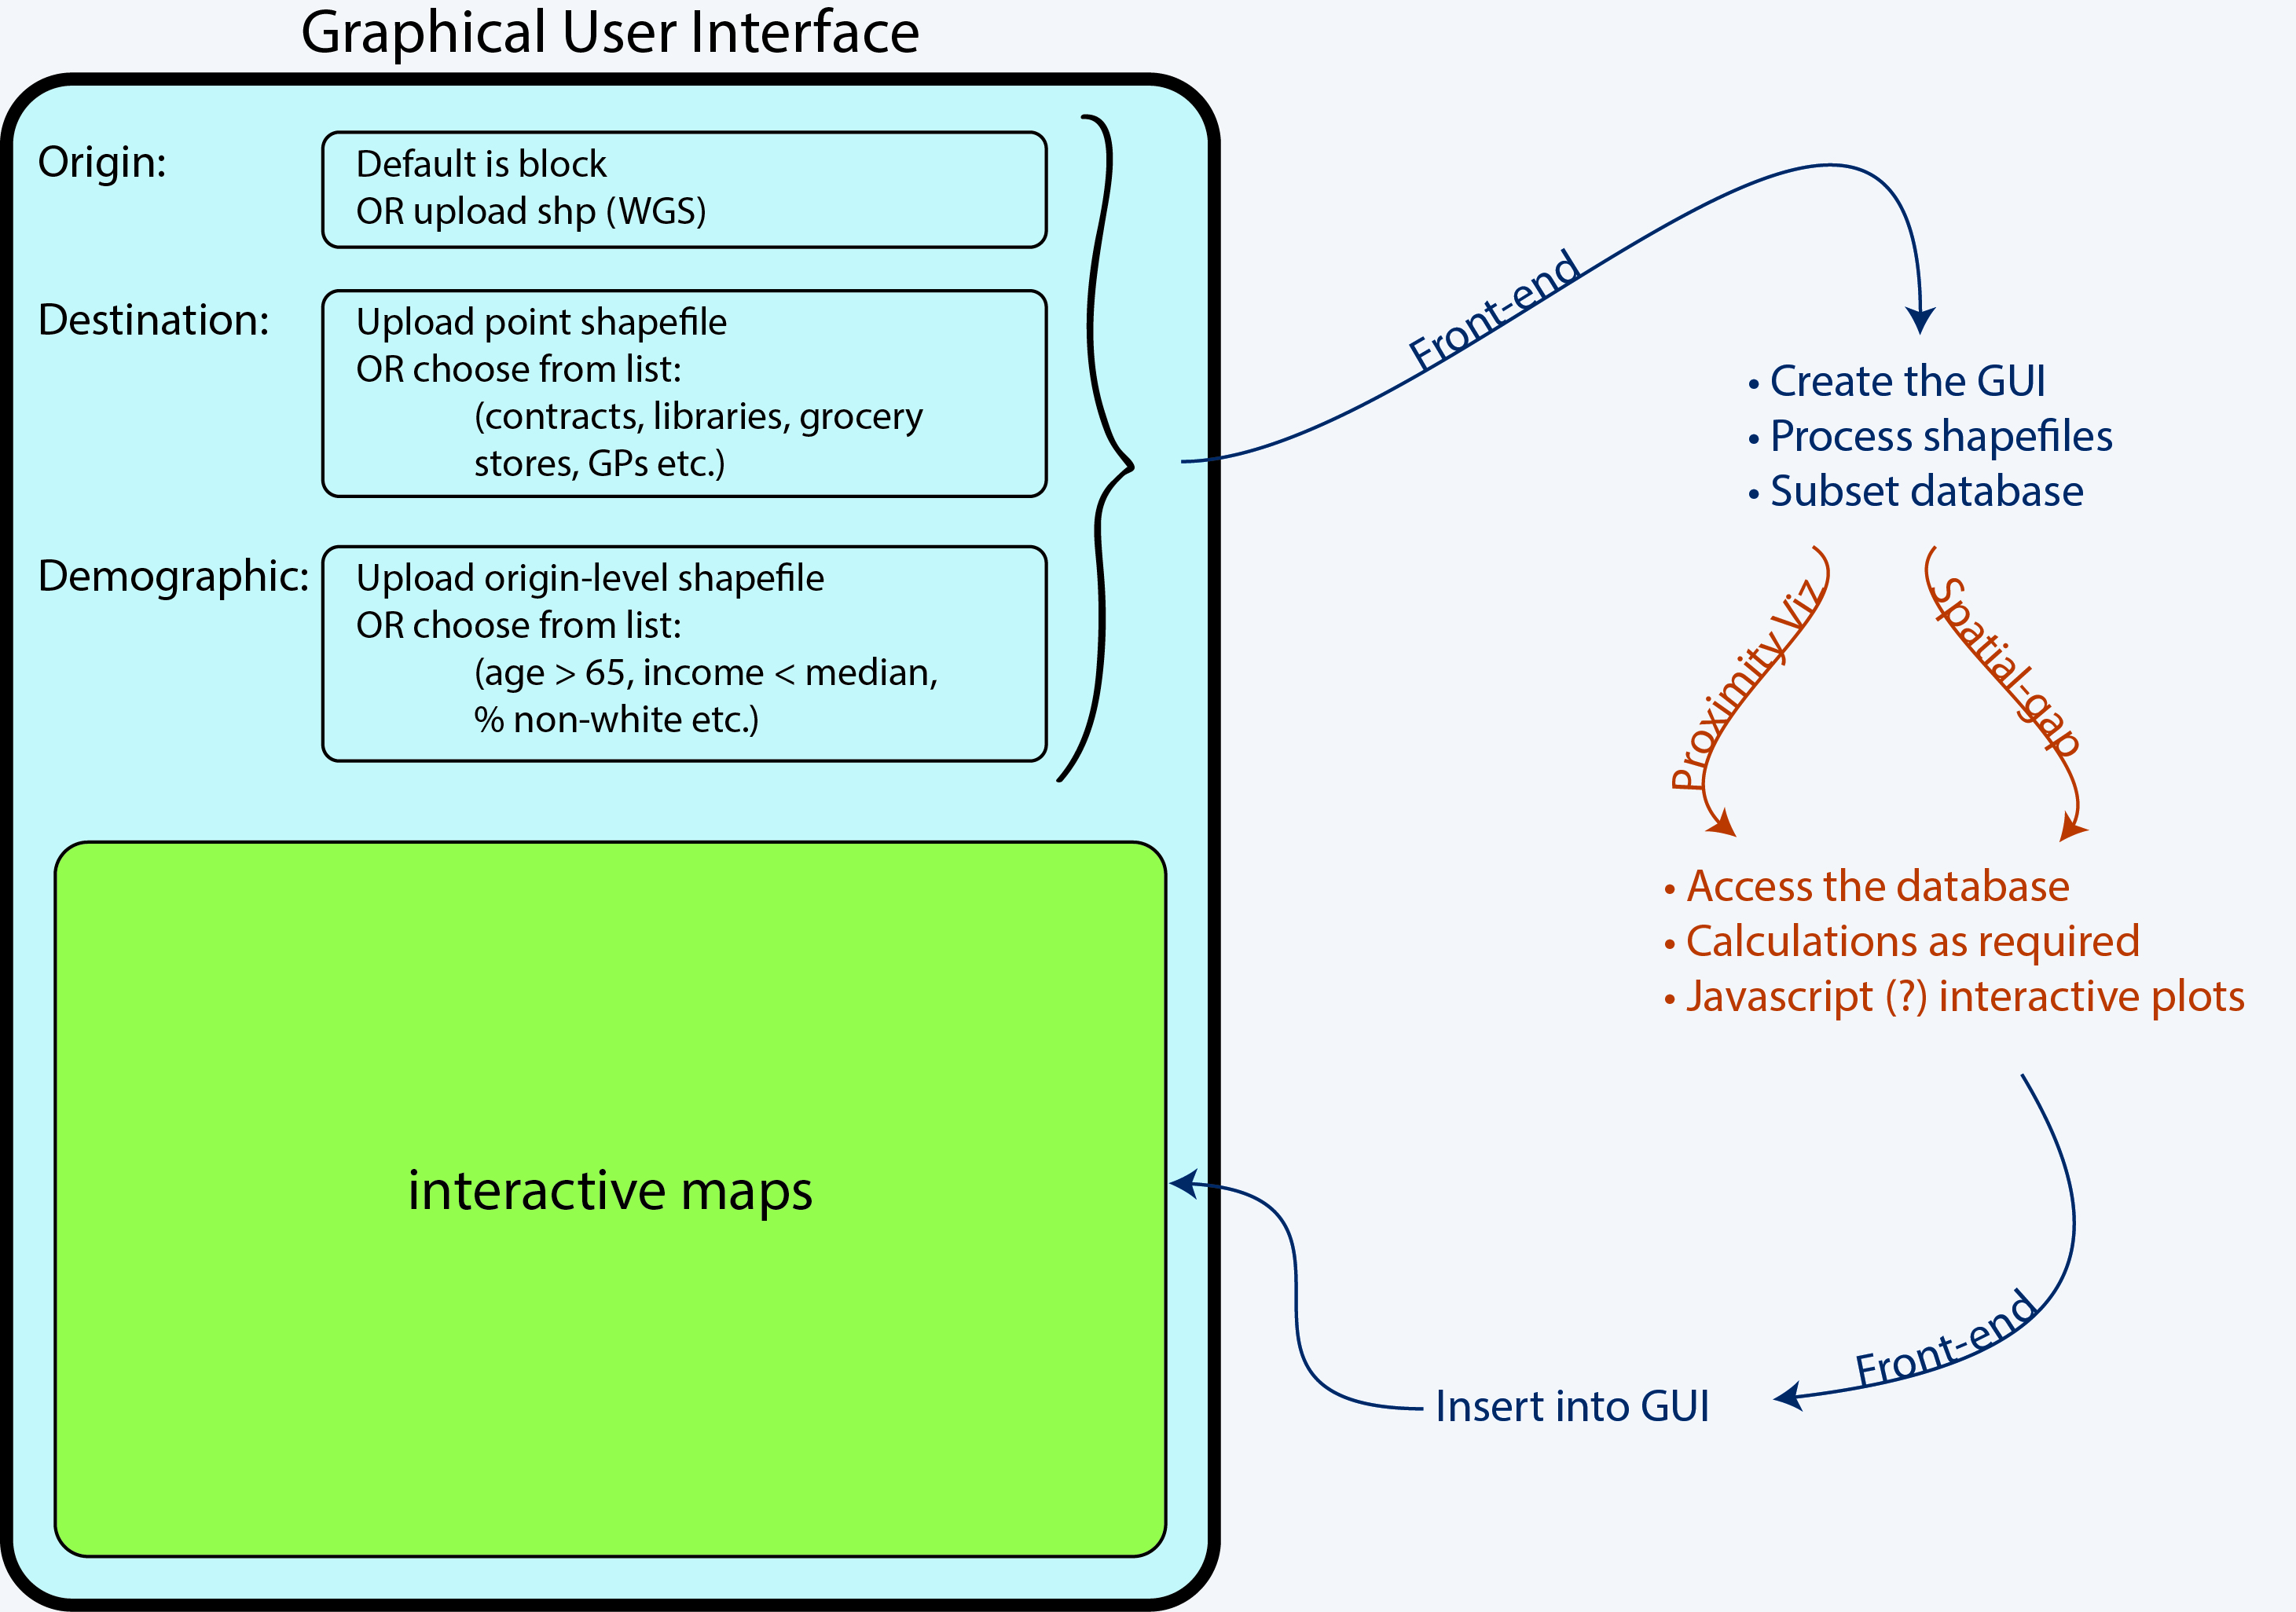 Graphical User Interface
Origin:
Default is block
OR upload shp (WGS)
Destination:
Upload point shapefile
OR choose from list:
(contracts, libraries, grocery
stores, GPs etc.)
Demographic:
Upload origin-level shapefile
OR choose from list:
(age > 65, income < median,
% non-white etc.)
interactive maps
Front-end
• Create the GUI
• Process shapefiles
• Subset database
Proximity Viz
Spatial-gap
• Access the database
• Calculations as required
• Javascript (?) interactive plots
Front-end
Insert into GUI